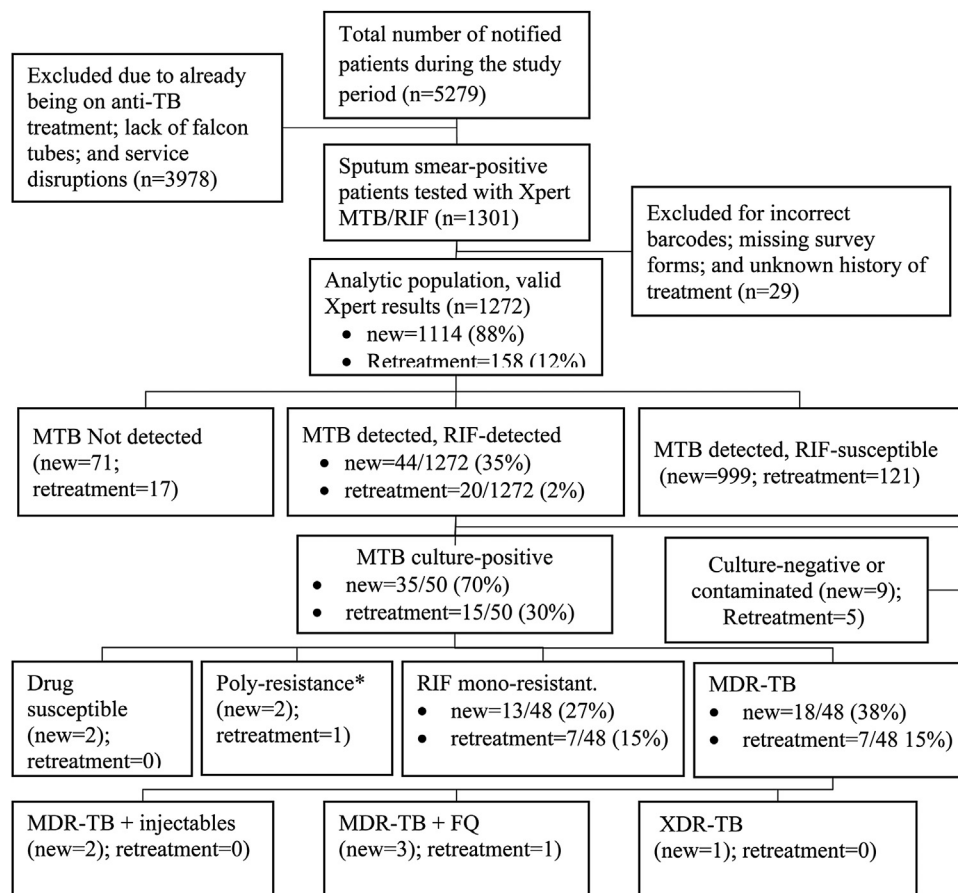 Total number of notified
patients during the study
period (n=5279)
Excluded due to already
being on anti-TB
treatment; lack of falcon
tubes; and service
disruptions (n=3978)
Sputum smear-positive
patients tested with Xpert
MTB/RIF (n=1301)
Excluded for incorrect
barcodes; missing survey
forms; and unknown history of
treatment (n=29)
Analytic population, valid
Xpert results (n=1272)
• new=1114 (88%)
• Retreatment=158 (12%)
MTB Not detected
(new=71;
retreatment=17)
MTB detected, RIF-detected
• new=44/1272 (35%)
• retreatment=20/1272 (2%)
MTB detected, RIF-susceptible
(new=999; retreatment=121)
MTB culture-positive
• new=35/50 (70%)
• retreatment=15/50 (30%)
Culture-negative or
contaminated (new=9);
Retreatment=5)
Drug
susceptible
(new=2);
retreatment=0)
Poly-resistance*
(new=2);
retreatment=1)
RIF mono-resistant.
• new=13/48 (27%)
• retreatment=7/48 (15%)
MDR-TB
• new=18/48 (38%)
• retreatment=7/48 15%)
MDR-TB + injectables
(new=2); retreatment=0)
MDR-TB + FQ
(new=3); retreatment=1)
XDR-TB
(new=1); retreatment=0)